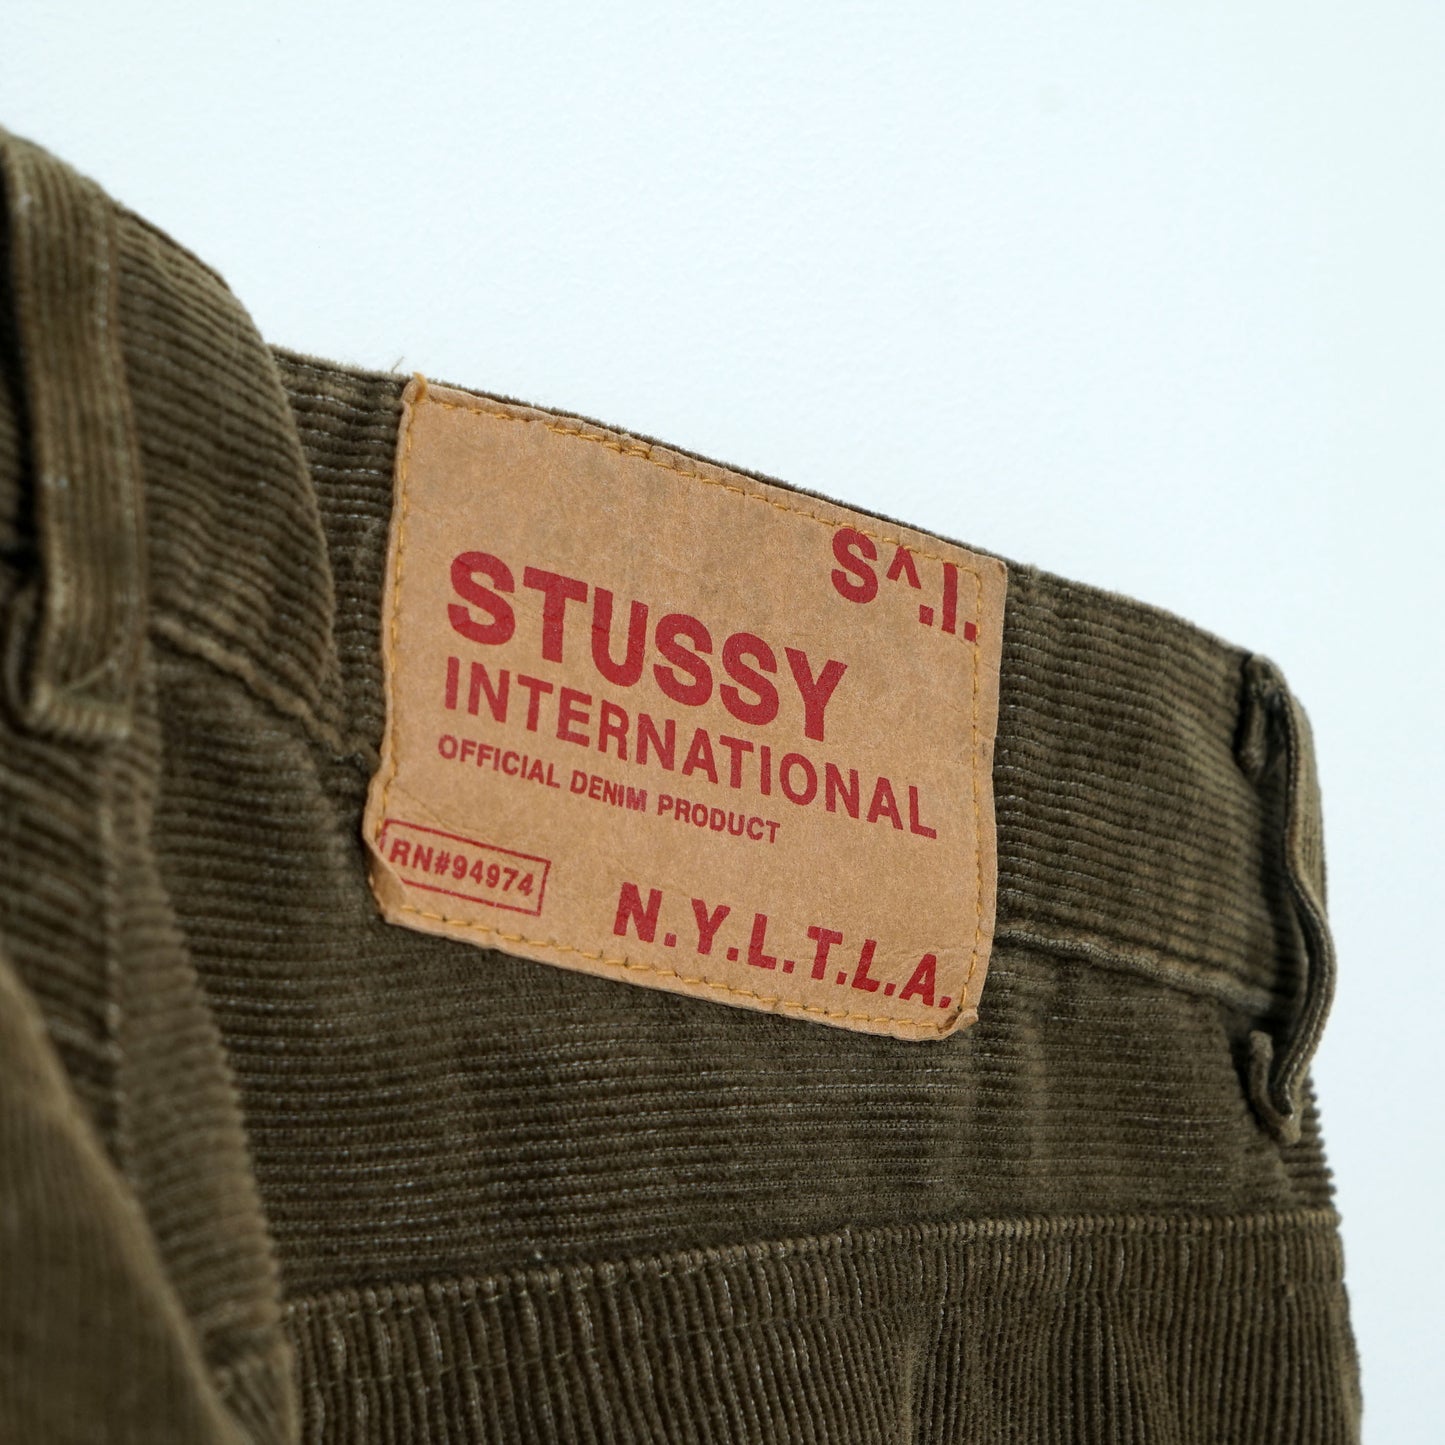 S^.I.
STUSSY
INTERNATIONAL
OFFICIAL DENIM PRODUCT
RN#94974
N.Y.L.T.L.A.